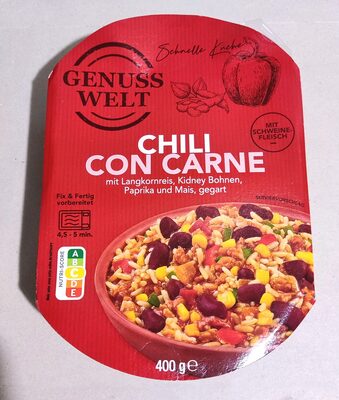 Schnelle Küche
GENUSS
WELT
MIT
SCHWEINE-
FLEISCH
CHILI
CON CARNE
mit Langkornreis, Kidney Bohnen,
Paprika und Mais, gegart
Fix & Fertig
vorbereitet
4,5 - 5 min.
SERVIERVORSCHLAG
NUTRI-SCORE
A
B
C
D
E
400 g e